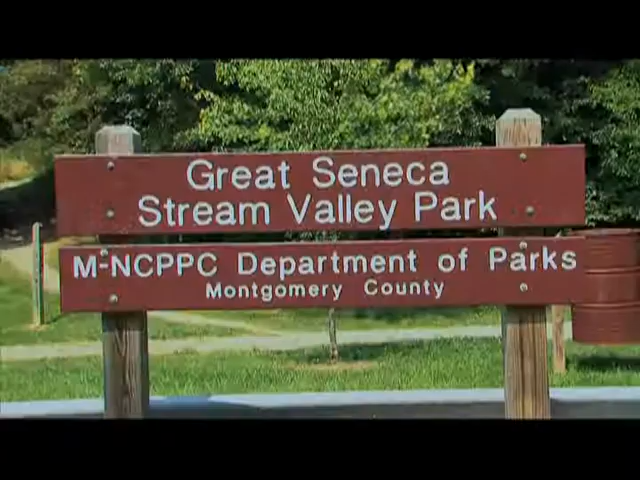 Great Seneca
Stream Valley Park
M-NCPPC Department of Parks
Montgomery County